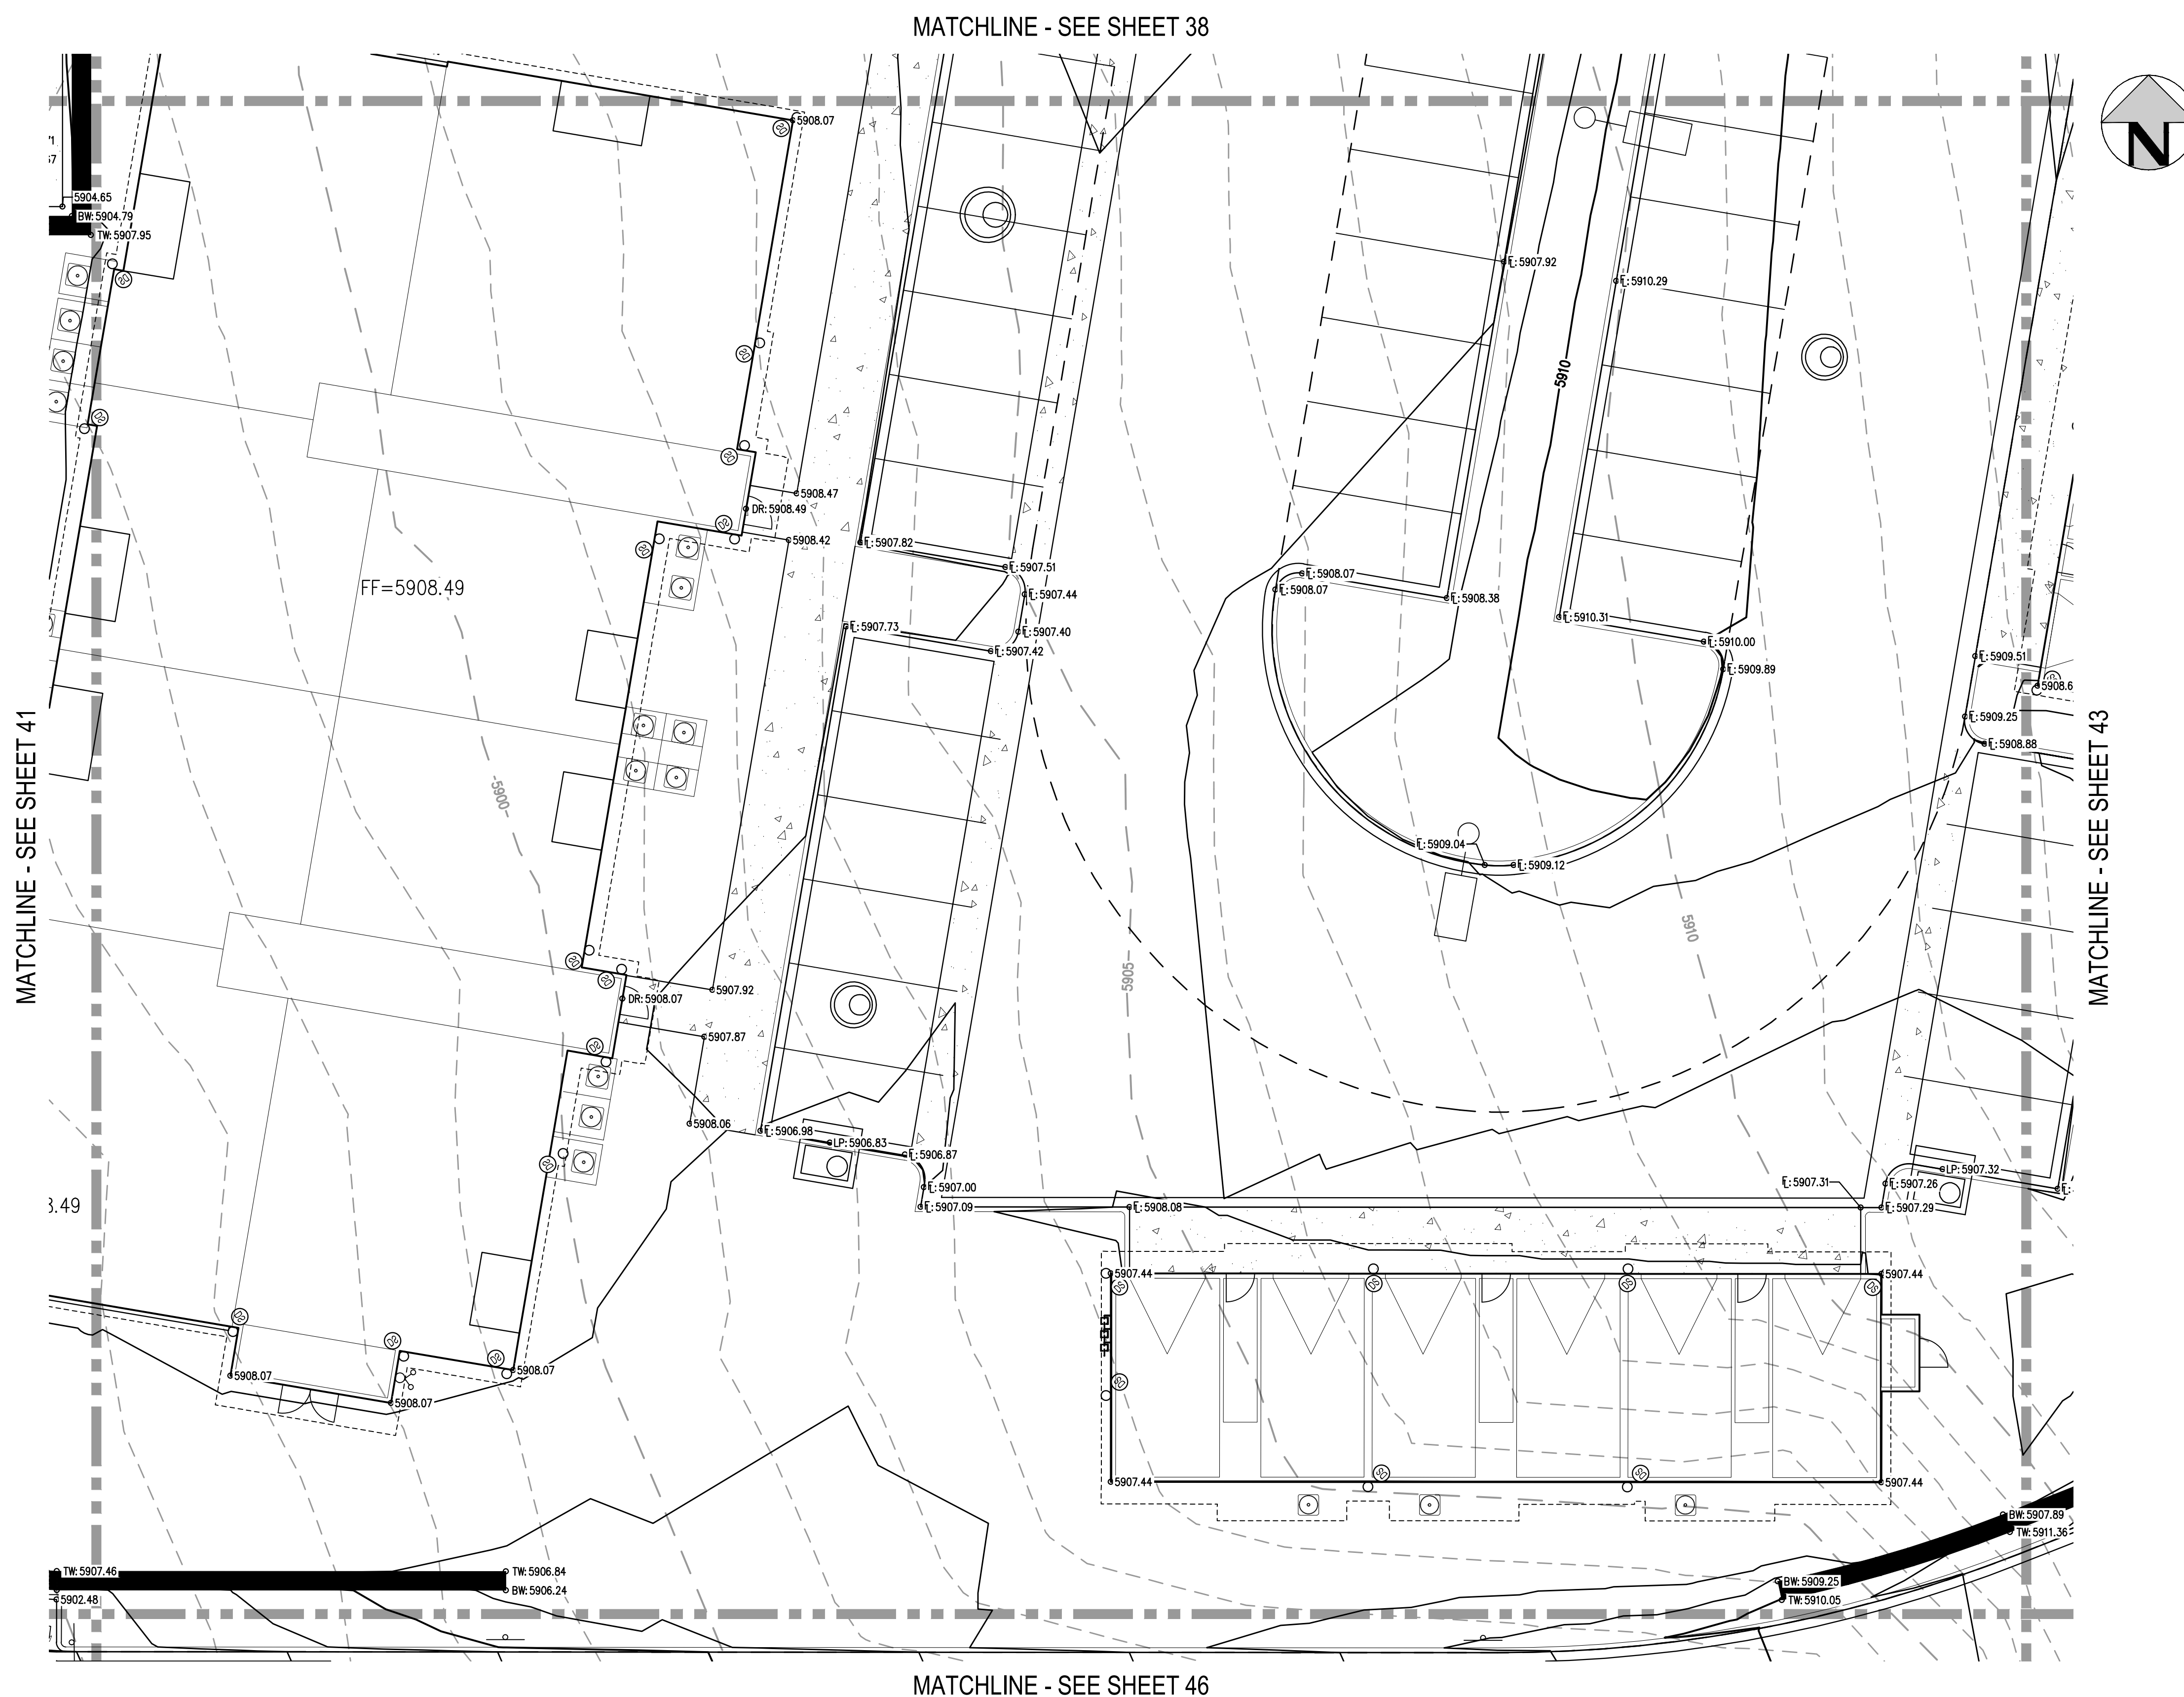 MATCHLINE - SEE SHEET 38
N
5908.07
5904.65
BW: 5904.79
TW: 5907.95
F: 5907.92
F: 5910.29
5910
5908.47
DR: 5908.49
5908.42
F: 5907.82
F: 5907.51
F: 5907.44
F: 5907.40
F: 5907.42
F: 5907.73
FF=5908.49
F: 5908.07
F: 5908.07
F: 5908.38
F: 5910.31
F: 5910.00
F: 5909.89
F: 5909.51
5908.6
F: 5909.25
F: 5908.88
MATCHLINE - SEE SHEET 41
MATCHLINE - SEE SHEET 43
5900
F: 5909.04
F: 5909.12
5910
5905
5907.92
DR: 5908.07
5907.87
5908.06
F: 5906.98
LP: 5906.83
F: 5906.87
F: 5907.00
F: 5907.09
F: 5908.08
F: 5907.31
LP: 5907.32
F: 5907.26
F: 5907.29
F:
.49
5907.44
5907.44
5908.07
5908.07
5908.07
5907.44
5907.44
BW: 5907.89
TW: 5911.36
TW: 5907.46
TW: 5906.84
BW: 5906.24
5902.48
BW: 5909.25
TW: 5910.05
MATCHLINE - SEE SHEET 46